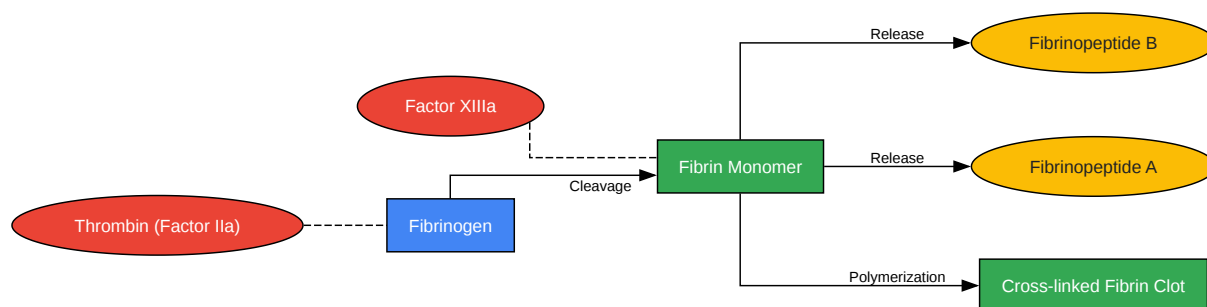 Release
Fibrinopeptide B
Factor XIIIa
Fibrin Monomer
Release
Fibrinopeptide A
Cleavage
Thrombin (Factor IIa)
Fibrinogen
Polymerization
Cross-linked Fibrin Clot